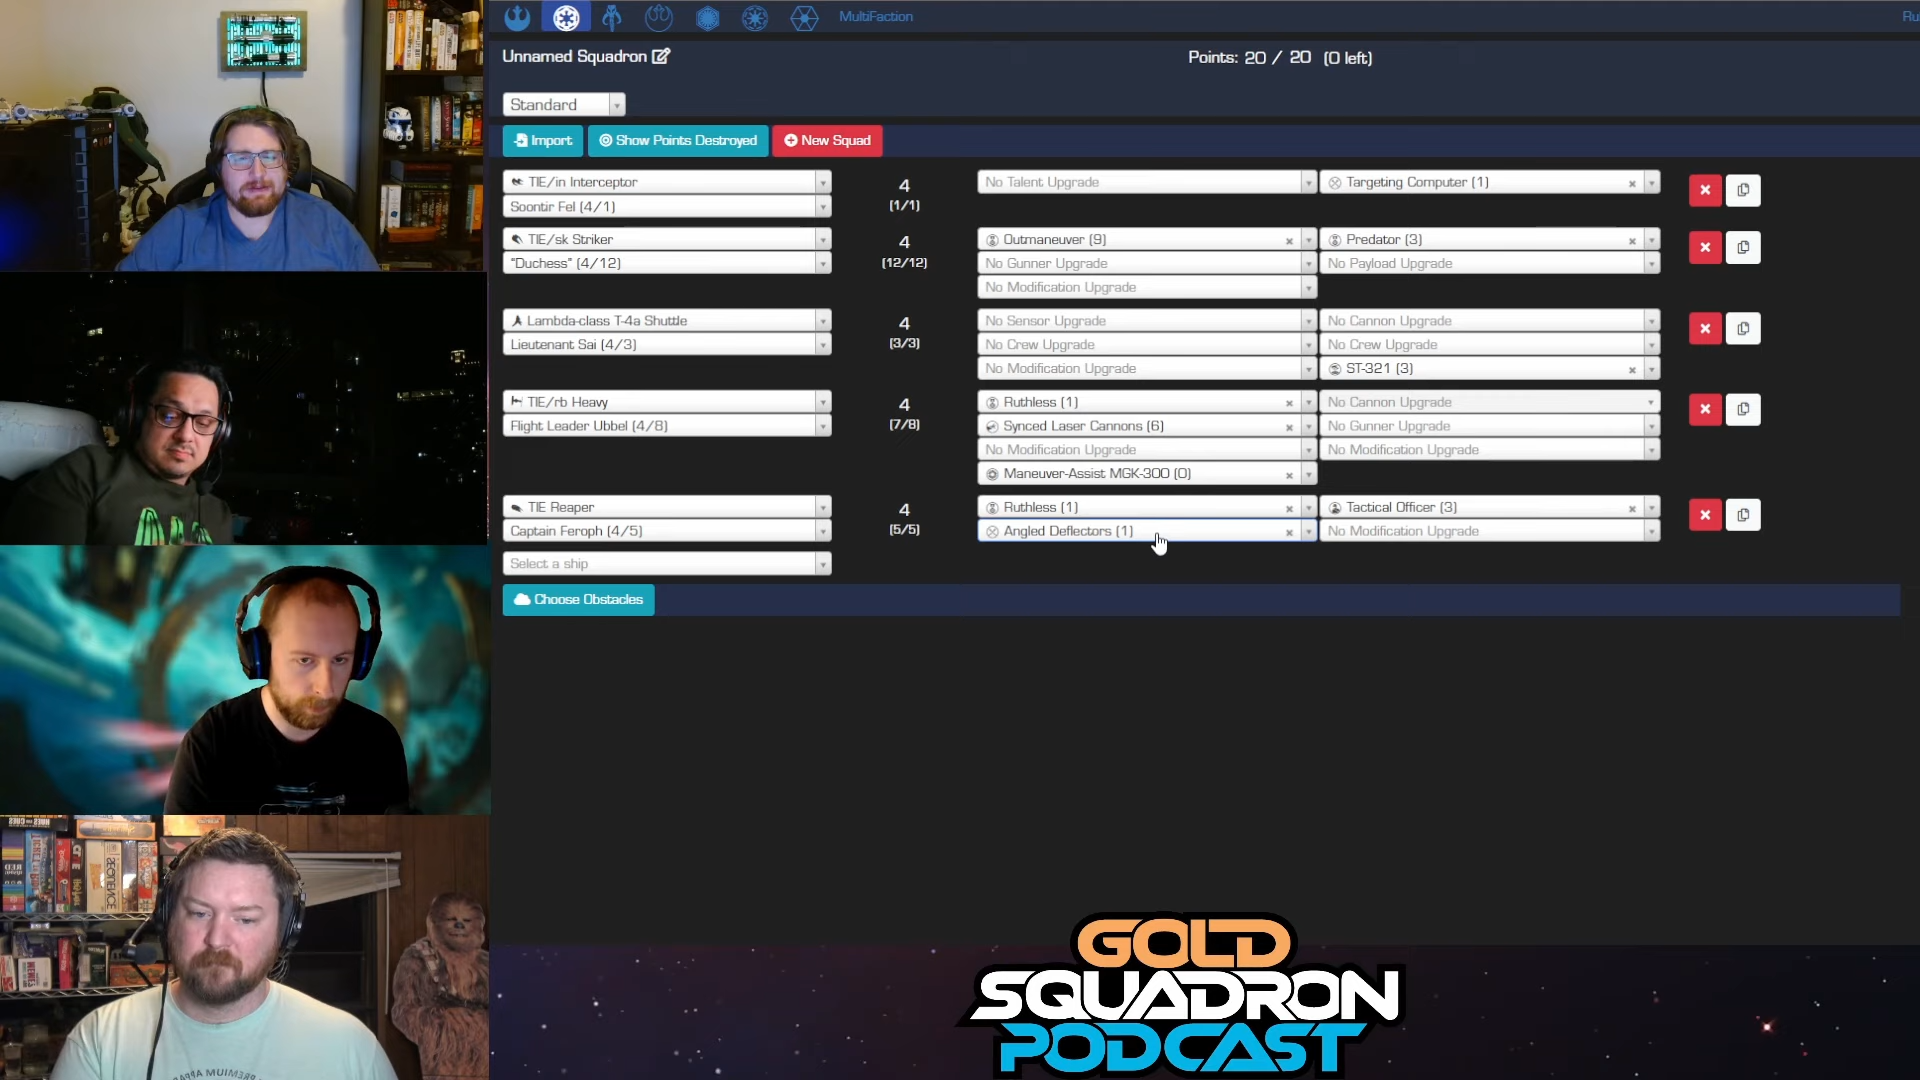 MultiFaction
Ru
Unnamed Squadron
Points: 20 / 20 (0 left)
Standard
Import
Show Points Destroyed
New Squad
TIE/in Interceptor
4
No Talent Upgrade
Targeting Computer (1)
Soontir Fel (4/1)
(1/1)
TIE/sk Striker
4
Outmaneuver (9)
Predator (3)
"Duchess" (4/12)
(12/12)
No Gunner Upgrade
No Payload Upgrade
No Modification Upgrade
Lambda-class T-4a Shuttle
4
No Sensor Upgrade
No Cannon Upgrade
Lieutenant Sai (4/3)
(3/3)
No Crew Upgrade
No Crew Upgrade
No Modification Upgrade
ST-321 (3)
TIE/rb Heavy
4
Ruthless (1)
No Cannon Upgrade
Flight Leader Ubbel (4/8)
(7/8)
Synced Laser Cannons (6)
No Gunner Upgrade
No Modification Upgrade
No Modification Upgrade
Maneuver-Assist MGK-300 (0)
TIE Reaper
4
Ruthless (1)
Tactical Officer (3)
Captain Feroph (4/5)
(5/5)
Angled Deflectors (1)
No Modification Upgrade
Select a ship
Choose Obstacles
GOLD
SQUADRON
PODCAST